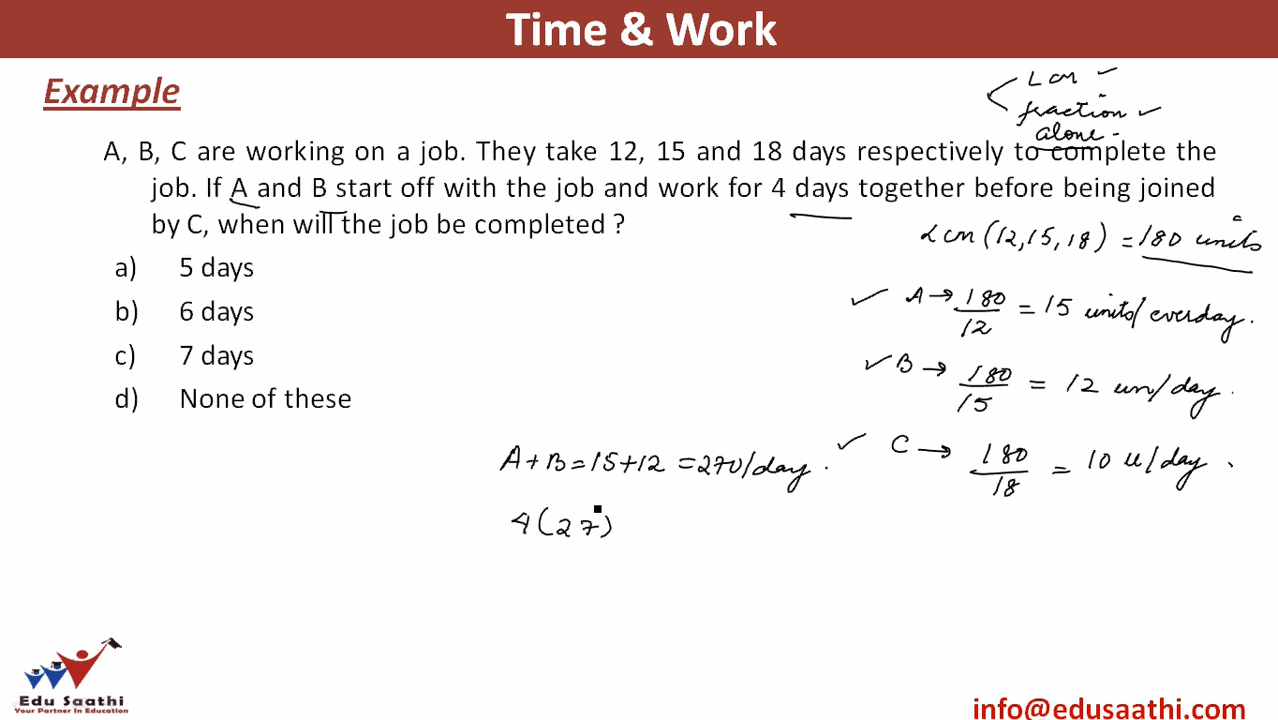 Time & Work
Example
Lcm
fraction
alone
A, B, C are working on a job. They take 12, 15 and 18 days respectively to complete the
job. If A and B start off with the job and work for 4 days together before being joined
by C, when will the job be completed ?
Lcm (12,15,18) = 180 units
a) 5 days
b) 6 days
c) 7 days
d) None of these
A → 180/12 = 15 units/everday.
B → 180/15 = 12 un/day.
C → 180/18 = 10 u/day.
A+B=15+12 =270/day.
4(27)
Edu Saathi
Your Partner In Education
info@edusaathi.com